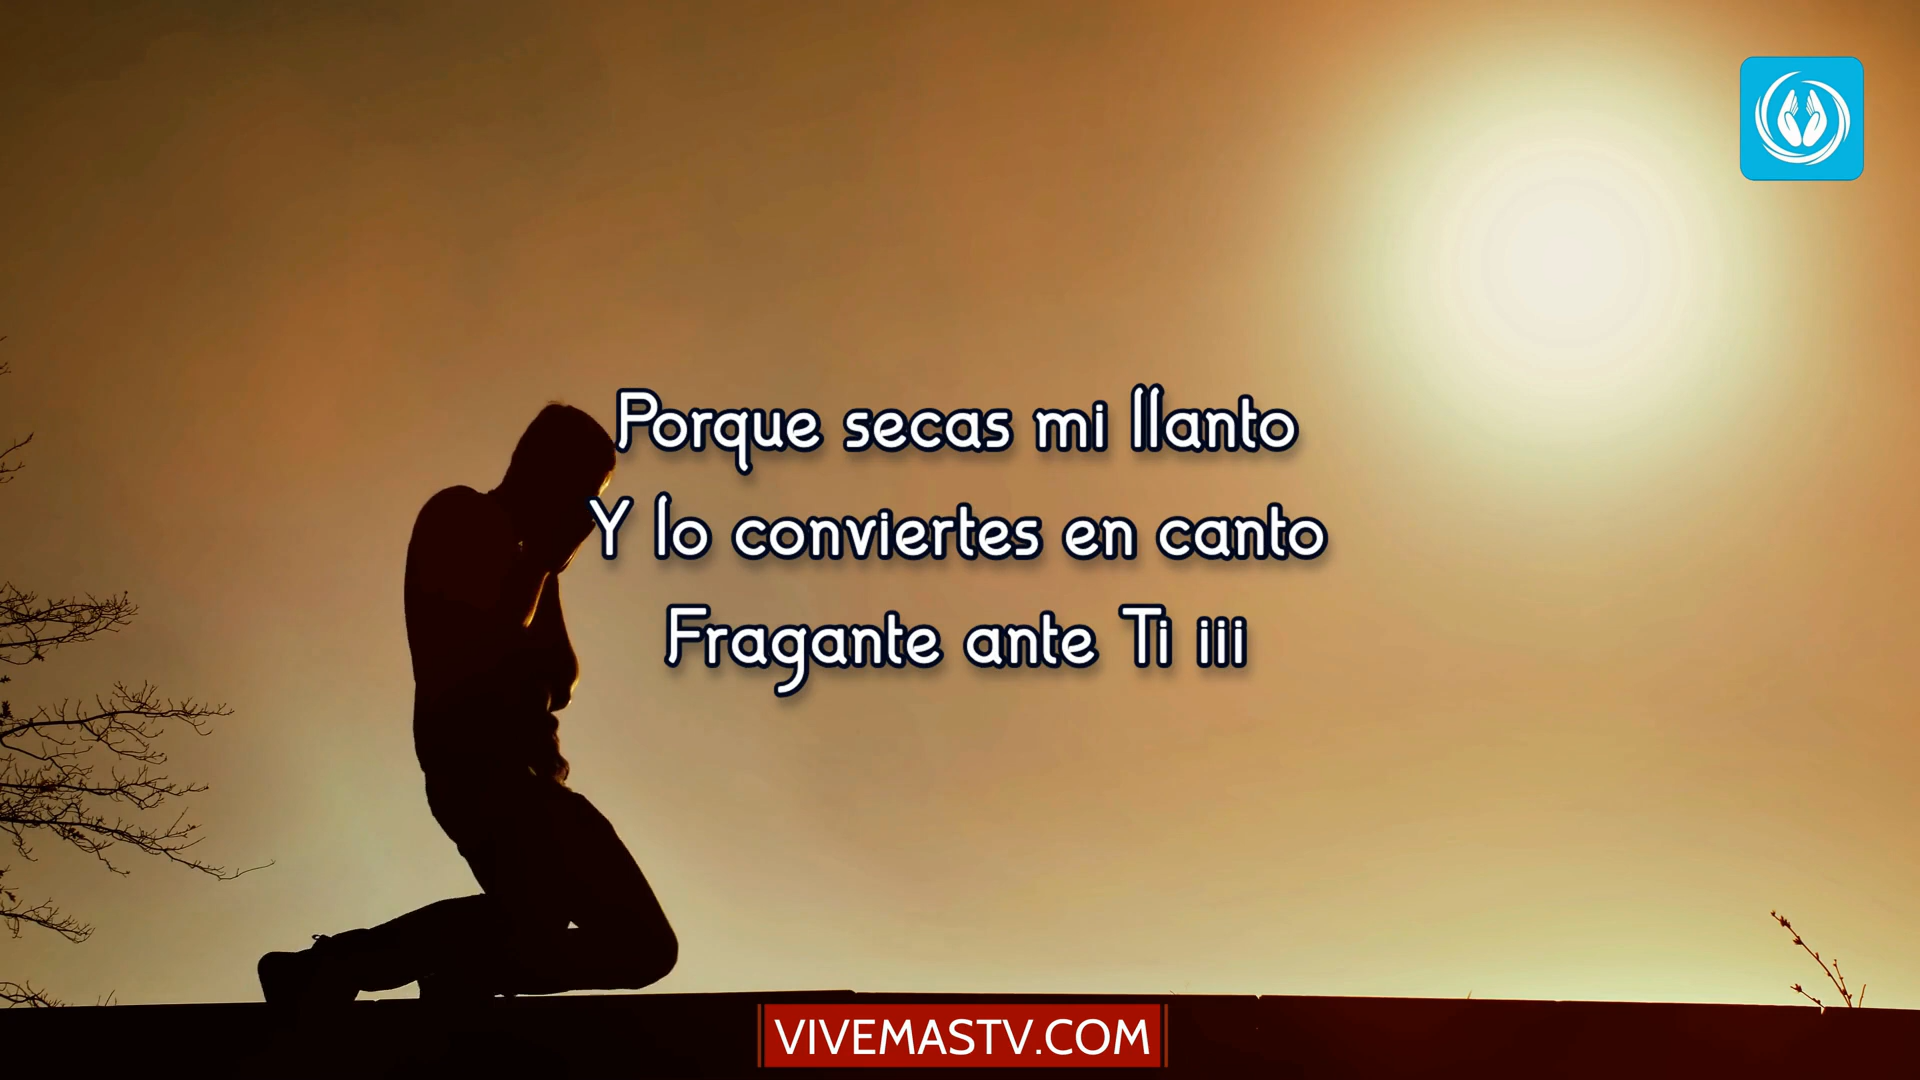 Porque secas mi llanto
Y lo conviertes en canto
Fragante ante Ti iii
VIVEMASTV.COM